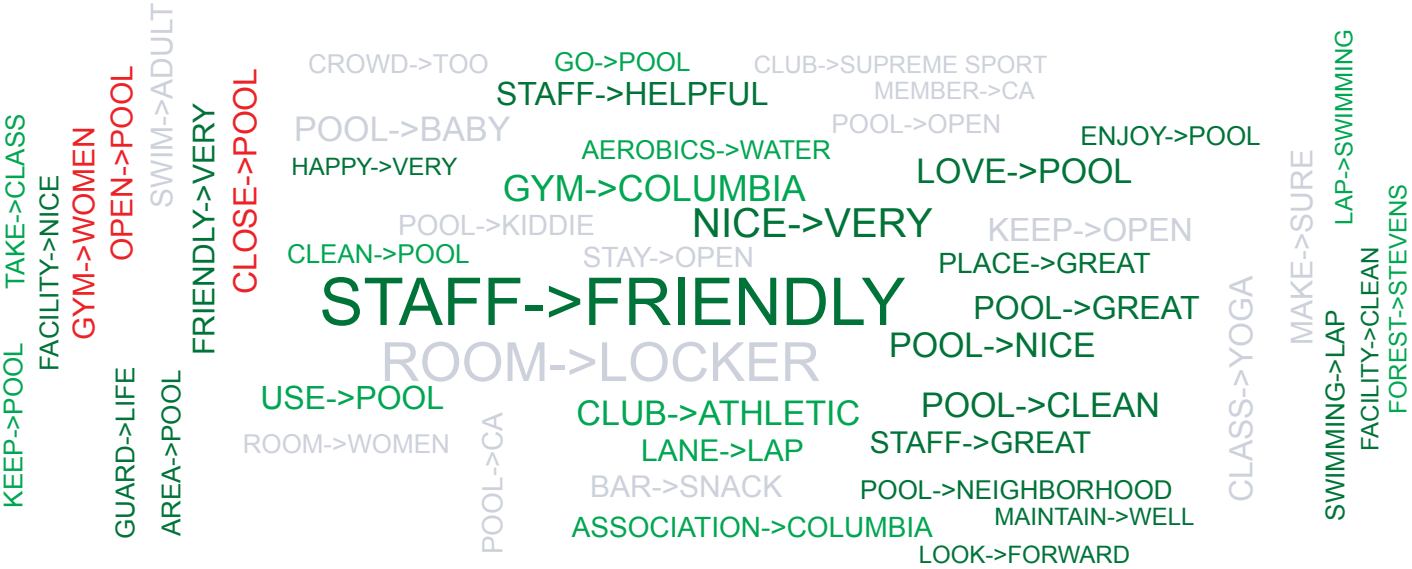 KEEP->POOL
TAKE->CLASS
FACILITY->NICE
GYM->WOMEN
OPEN->POOL
GUARD->LIFE
SWIM->ADULT
AREA->POOL
FRIENDLY->VERY
CLOSE->POOL
CROWD->TOO
GO->POOL
CLUB->SUPREME SPORT
STAFF->HELPFUL
MEMBER->CA
POOL->BABY
POOL->OPEN
ENJOY->POOL
HAPPY->VERY
AEROBICS->WATER
LOVE->POOL
GYM->COLUMBIA
POOL->KIDDIE
NICE->VERY
KEEP->OPEN
CLEAN->POOL
STAY->OPEN
PLACE->GREAT
STAFF->FRIENDLY
POOL->GREAT
ROOM->LOCKER
POOL->NICE
USE->POOL
CLUB->ATHLETIC
POOL->CLEAN
ROOM->WOMEN
POOL->CA
LANE->LAP
STAFF->GREAT
BAR->SNACK
POOL->NEIGHBORHOOD
ASSOCIATION->COLUMBIA
MAINTAIN->WELL
LOOK->FORWARD
CLASS->YOGA
MAKE->SURE
LAP->SWIMMING
SWIMMING->LAP
FACILITY->CLEAN
FOREST->STEVENS